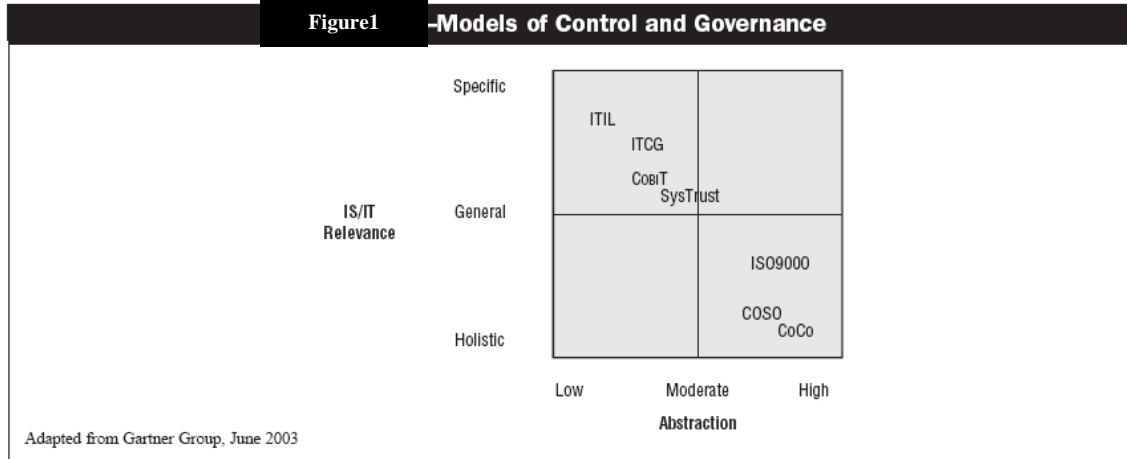 Figure1 –Models of Control and Governance
Specific
ITIL
ITCG
COBIT
SysTrust
IS/IT
Relevance
General
ISO9000
COSO
CoCo
Holistic
Low Moderate High
Abstraction
Adapted from Gartner Group, June 2003